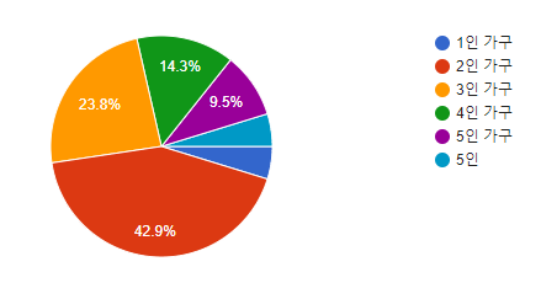 14.3%
9.5%
23.8%
42.9%
1인 가구
2인 가구
3인 가구
4인 가구
5인 가구
5인